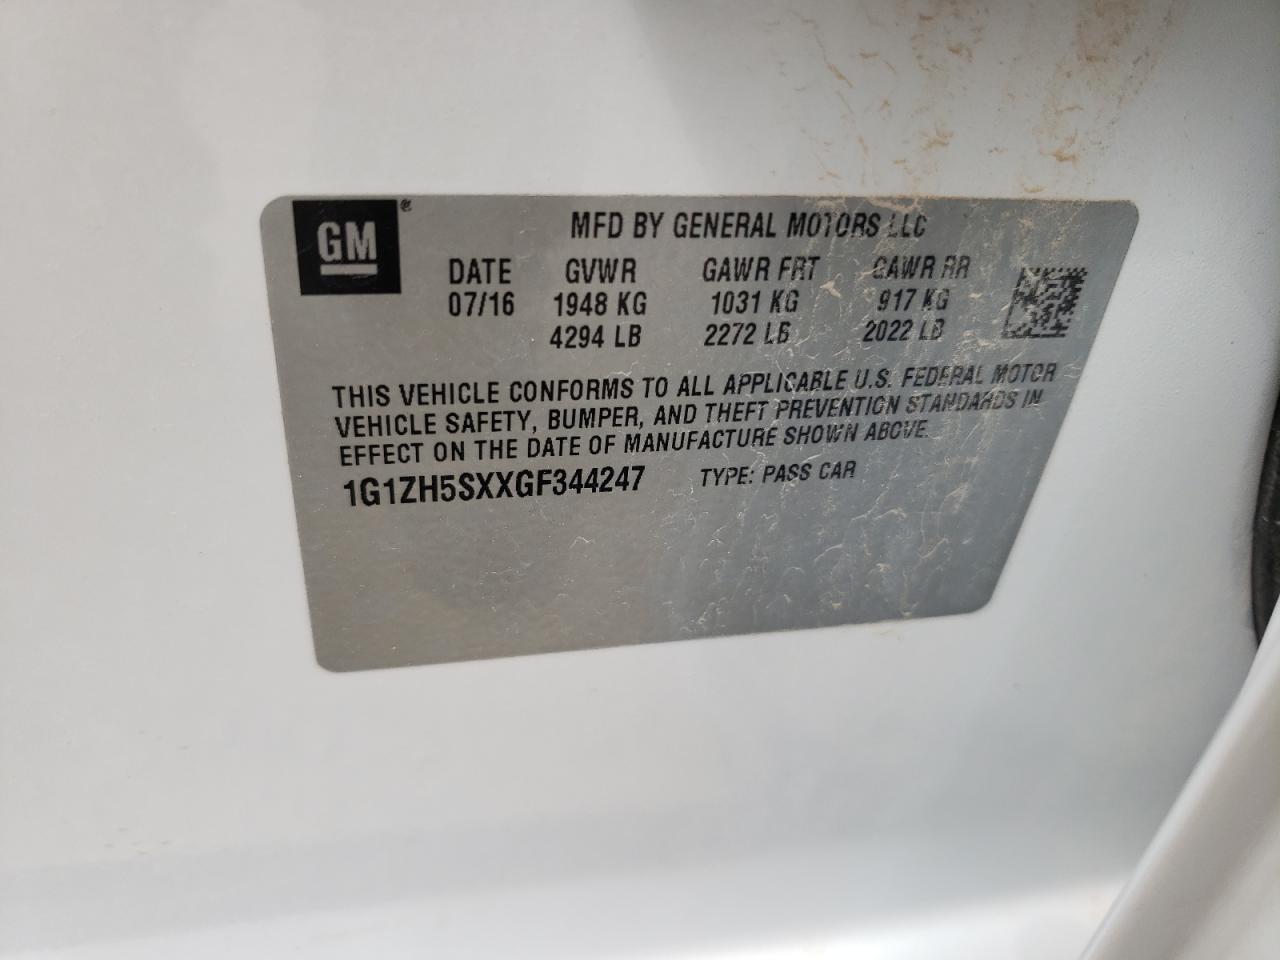 GM®
MFD BY GENERAL MOTORS LLC
DATE GVWR GAWR FRT GAWR RR
07/16 1948 KG 1031 KG 917 KG
4294 LB 2272 LB 2022 LB
THIS VEHICLE CONFORMS TO ALL APPLICABLE U.S. FEDERAL MOTOR
VEHICLE SAFETY, BUMPER, AND THEFT PREVENTION STANDARDS IN
EFFECT ON THE DATE OF MANUFACTURE SHOWN ABOVE.
1G1ZH5SXXGF344247 TYPE: PASS CAR